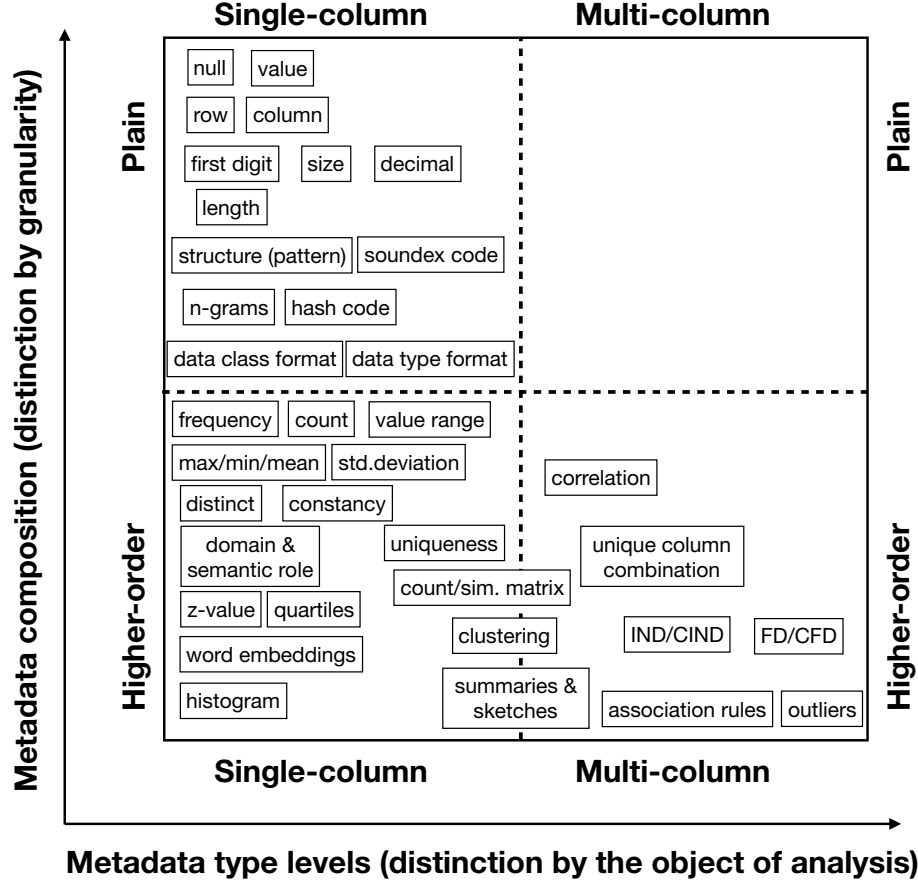 Single-column
Multi-column
Metadata composition (distinction by granularity)
Plain
Plain
null
value
row
column
first digit
size
decimal
length
structure (pattern)
soundex code
n-grams
hash code
data class format
data type format
Higher-order
Higher-order
frequency
count
value range
max/min/mean
std.deviation
correlation
distinct
constancy
domain &
semantic role
uniqueness
unique column
combination
count/sim. matrix
z-value
quartiles
clustering
IND/CIND
FD/CFD
word embeddings
histogram
summaries &
sketches
association rules
outliers
Single-column
Multi-column
Metadata type levels (distinction by the object of analysis)